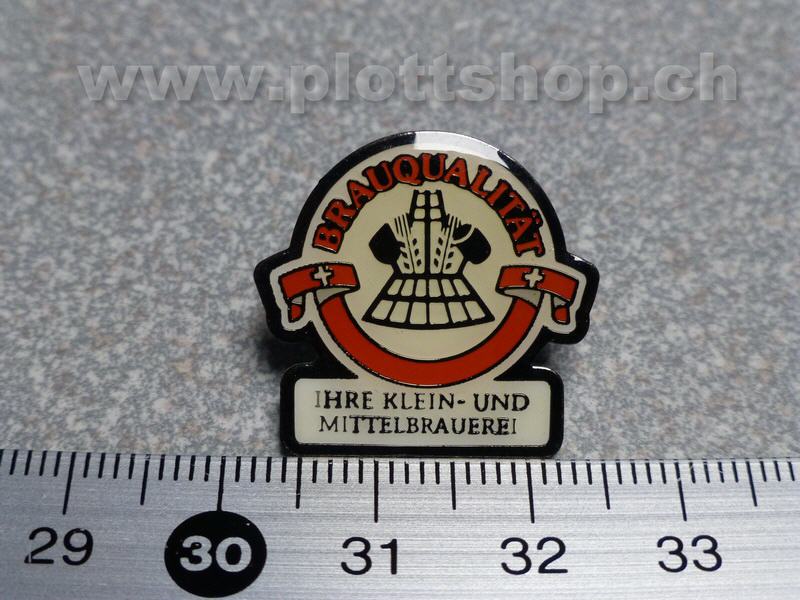 www.plottshop.ch
BRAUQUALITÄT
IHRE KLEIN- UND
MITTELBRAUEREI
29 30 31 32 33